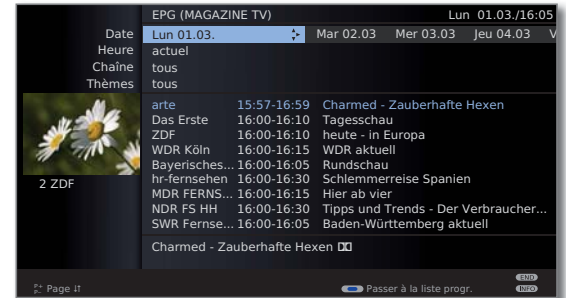 EPG (MAGAZINE TV) Lun 01.03./16:05
Date Lun 01.03. Mar 02.03 Mer 03.03 Jeu 04.03 V
Heure actuel
Chaîne tous
Thèmes tous
arte 15:57-16:59 Charmed - Zauberhafte Hexen
Das Erste 16:00-16:10 Tagesschau
ZDF 16:00-16:10 heute - in Europa
WDR Köln 16:00-16:15 WDR aktuell
Bayerisches... 16:00-16:05 Rundschau
hr-fernsehen 16:00-16:30 Schlemmerreise Spanien
MDR FERNS... 16:00-16:15 Hier ab vier
NDR FS HH 16:00-16:30 Tipps und Trends - Der Verbraucher...
SWR Fernse... 16:00-16:05 Baden-Württemberg aktuell
2 ZDF
Charmed - Zauberhafte Hexen
END
P+ P- Page Passer à la liste progr. INFO